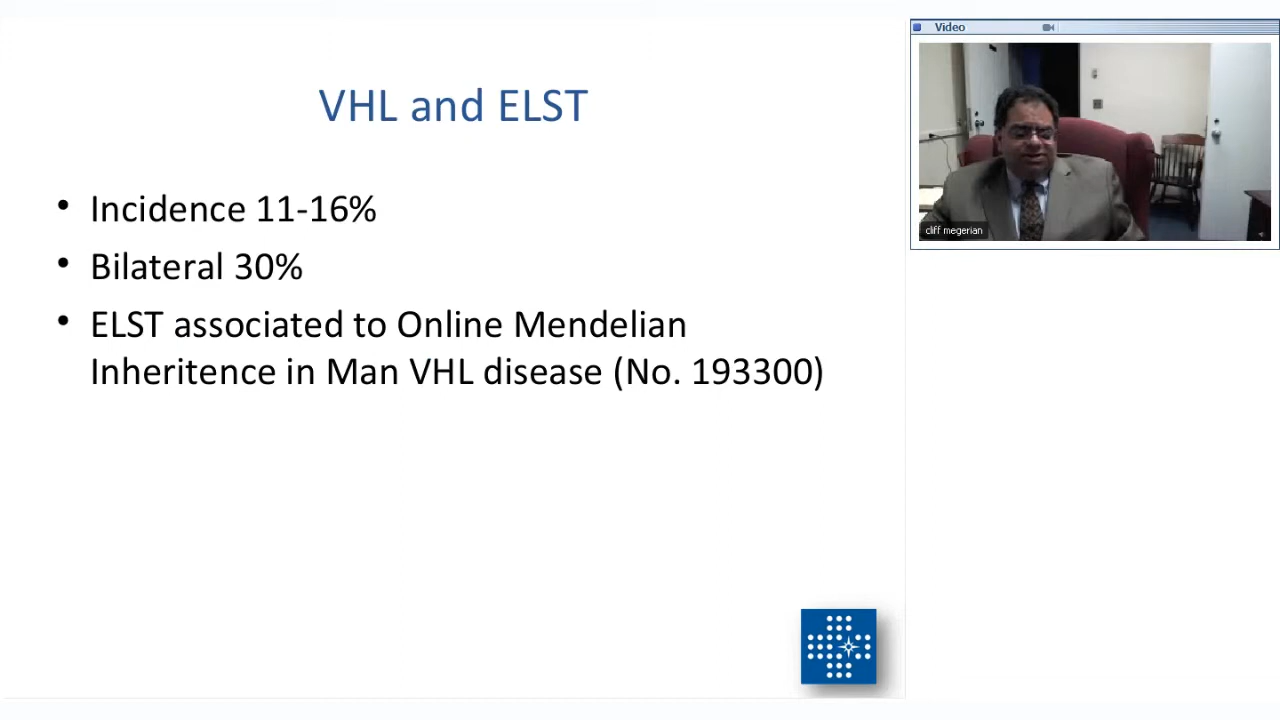 VHL and ELST
• Incidence 11-16%
• Bilateral 30%
• ELST associated to Online Mendelian
Inheritence in Man VHL disease (No. 193300)
Video
cliff megerian